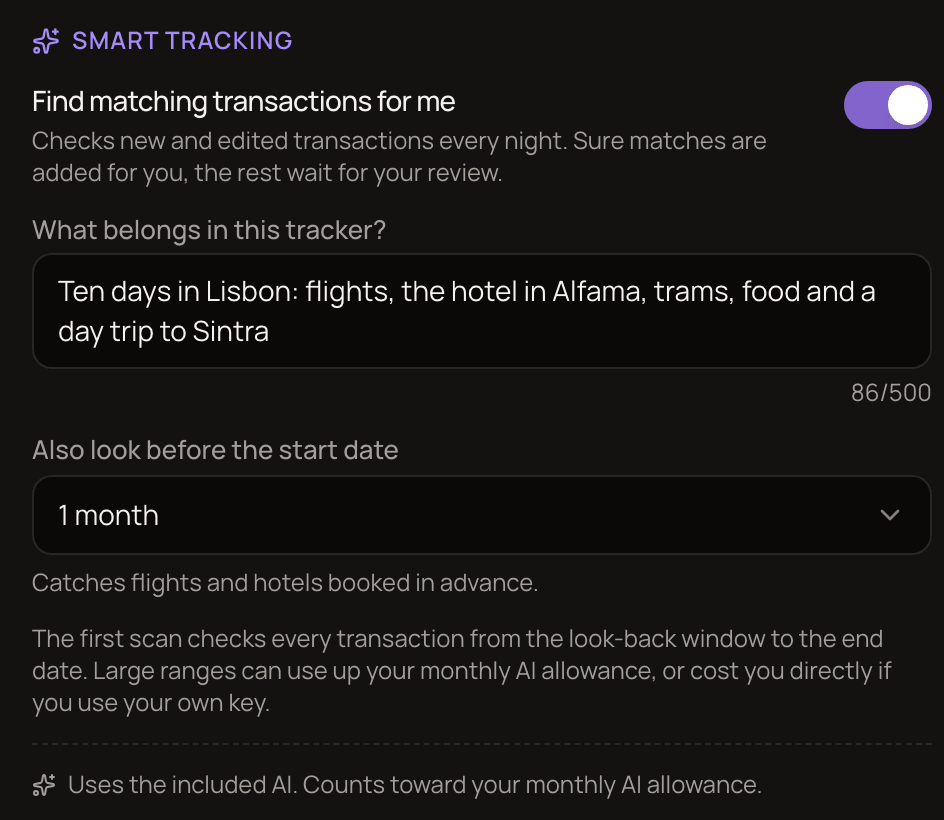 SMART TRACKING
Find matching transactions for me
Checks new and edited transactions every night. Sure matches are
added for you, the rest wait for your review.
What belongs in this tracker?
Ten days in Lisbon: flights, the hotel in Alfama, trams, food and a
day trip to Sintra
86/500
Also look before the start date
1 month
Catches flights and hotels booked in advance.
The first scan checks every transaction from the look-back window to the end
date. Large ranges can use up your monthly AI allowance, or cost you directly if
you use your own key.
Uses the included AI. Counts toward your monthly AI allowance.